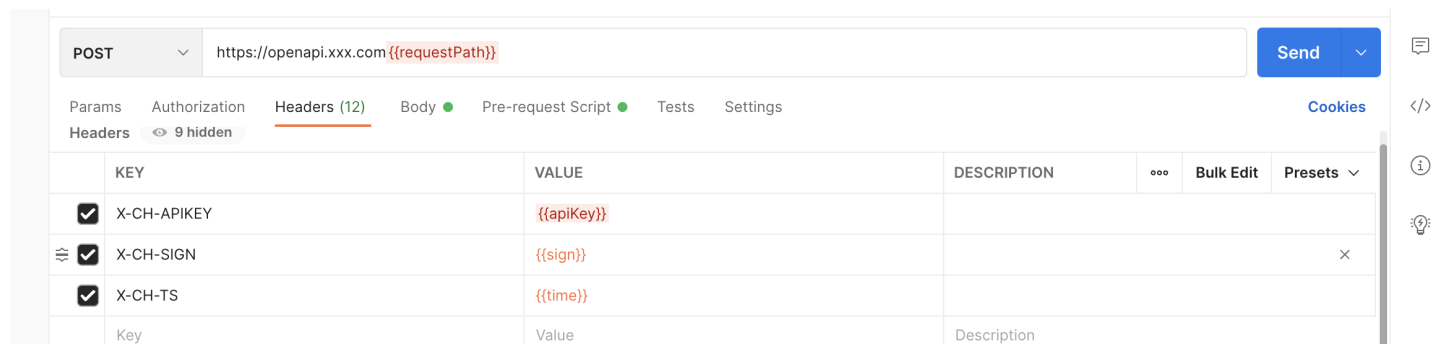 POST https://openapi.xxx.com{{requestPath}} Send
Params Authorization Headers (12) Body Pre-request Script Tests Settings Cookies
Headers 9 hidden
KEY VALUE DESCRIPTION Bulk Edit Presets
X-CH-APIKEY {{apiKey}}
X-CH-SIGN {{sign}}
X-CH-TS {{time}}
Key Value Description